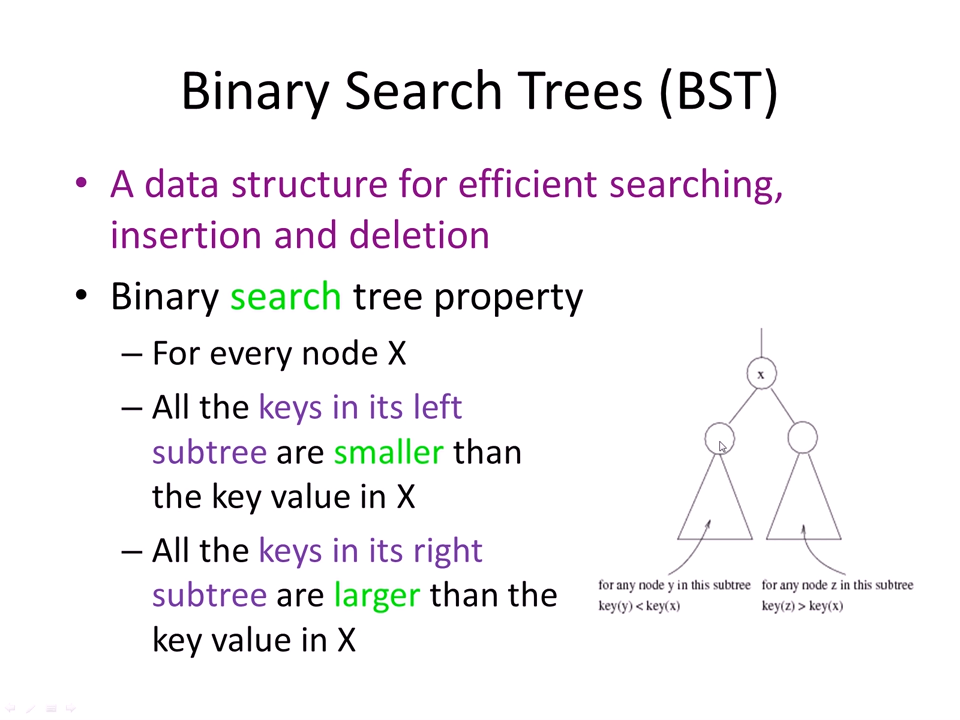 Binary Search Trees (BST)
• A data structure for efficient searching,
insertion and deletion
• Binary search tree property
– For every node X
– All the keys in its left
subtree are smaller than
the key value in X
– All the keys in its right
subtree are larger than the
key value in X
x
for any node y in this subtree
key(y) < key(x)
for any node z in this subtree
key(z) > key(x)